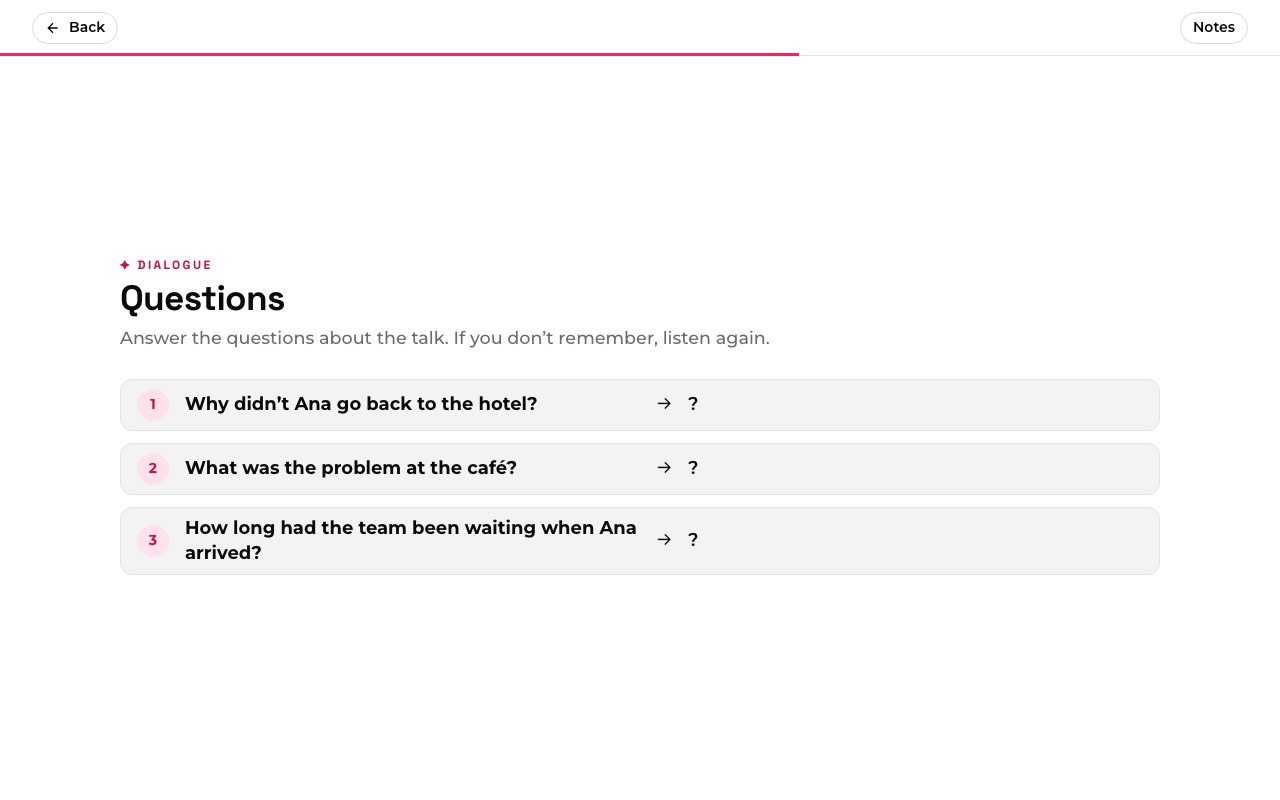 ← Back
Notes
✦ DIALOGUE
Questions
Answer the questions about the talk. If you don’t remember, listen again.
1 Why didn’t Ana go back to the hotel? → ?
2 What was the problem at the café? → ?
3 How long had the team been waiting when Ana
arrived? → ?